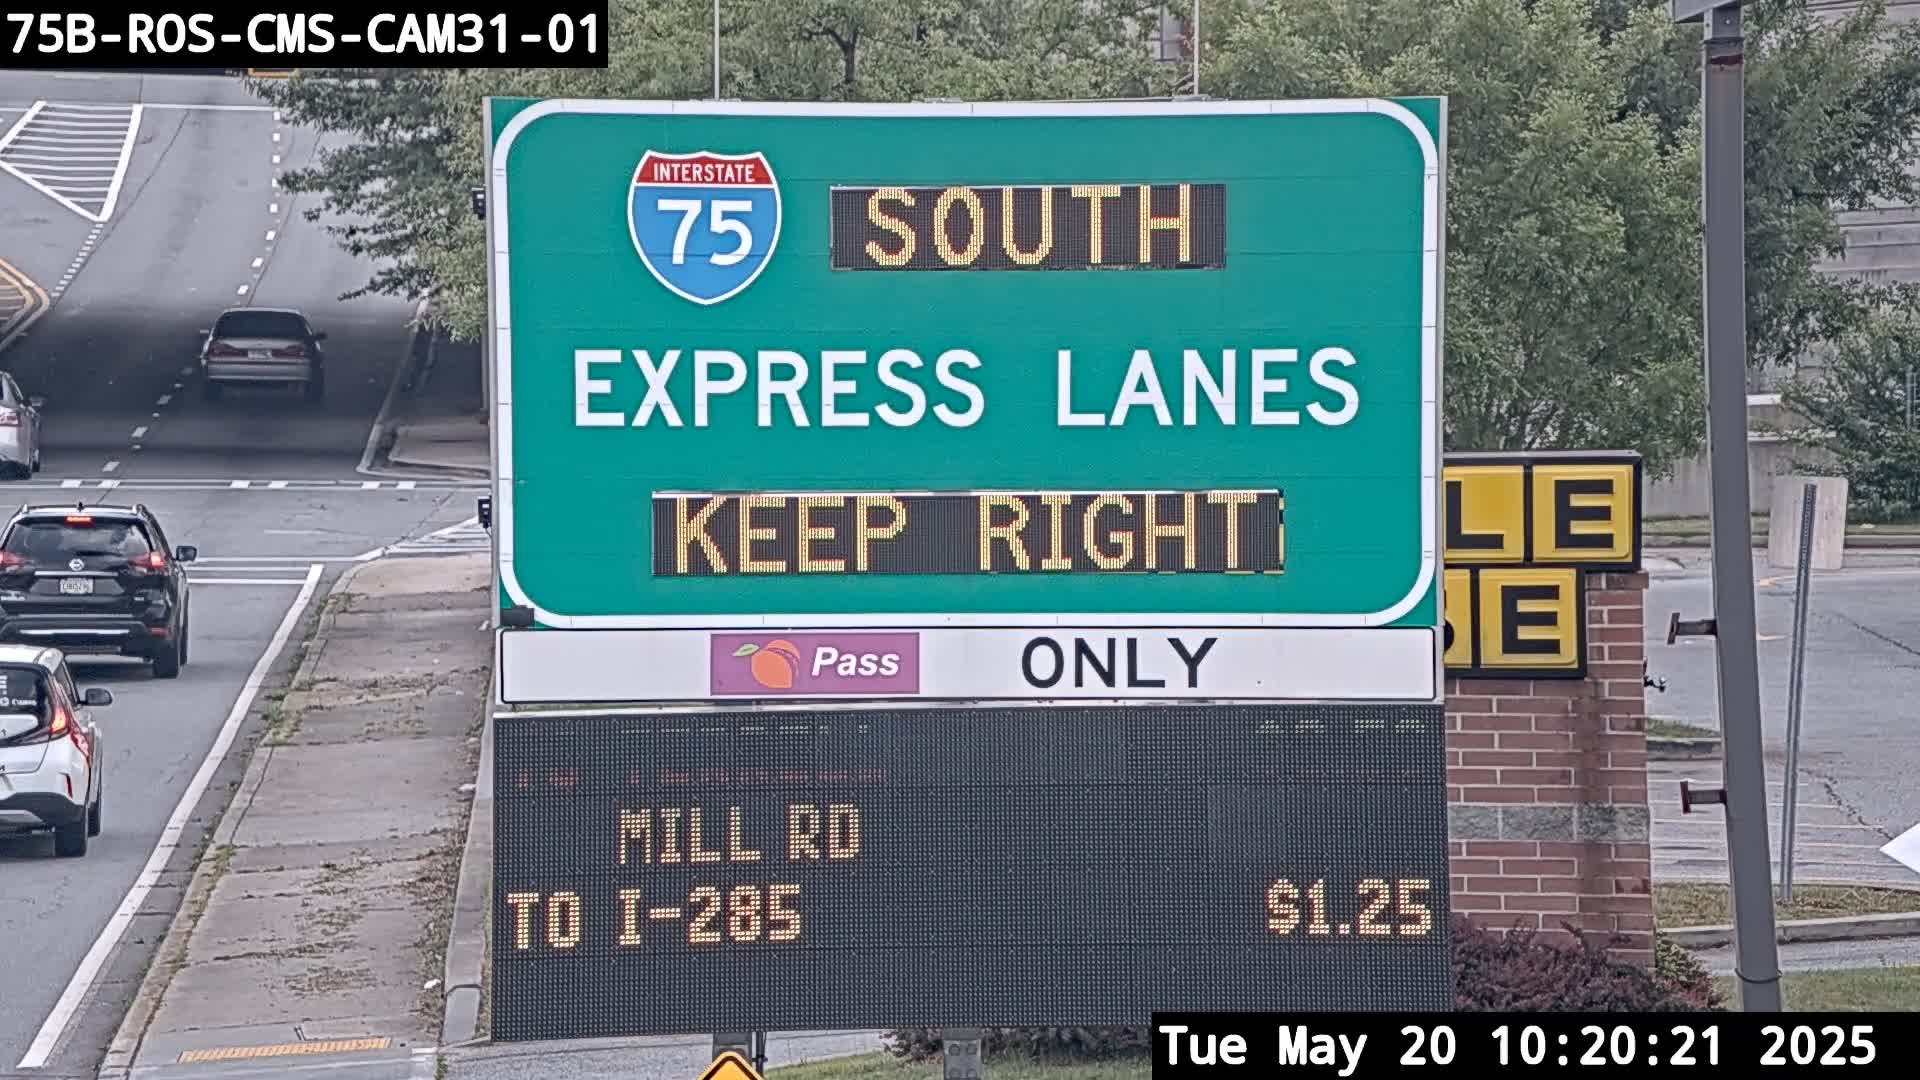 75B-ROS-CMS-CAM31-01
INTERSTATE
75
SOUTH
EXPRESS LANES
KEEP RIGHT
Pass ONLY
LE
E
MILL RD
TO I-285 $1.25
Tue May 20 10:20:21 2025